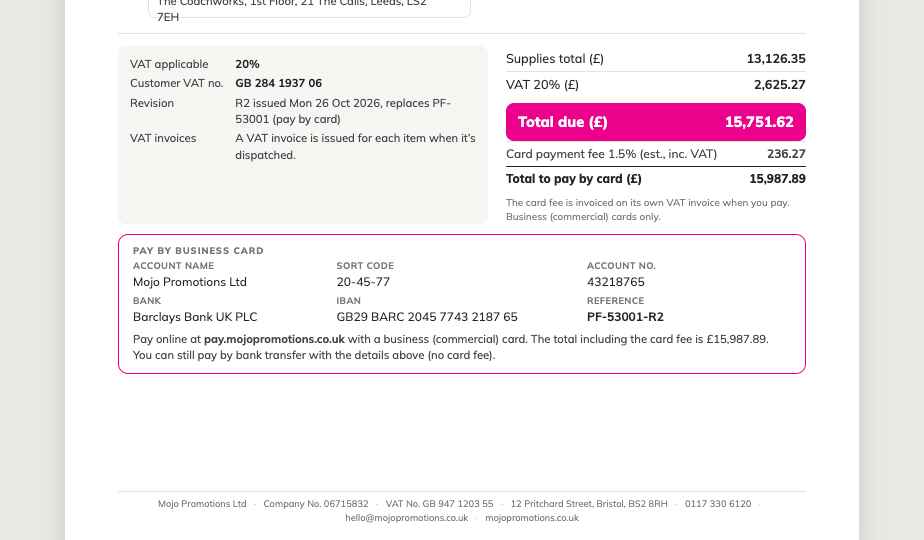 The Coachworks, 1st Floor, 21 The Calls, Leeds, LS2
7EH
VAT applicable 20%
Customer VAT no. GB 284 1937 06
Revision R2 issued Mon 26 Oct 2026, replaces PF-
53001 (pay by card)
VAT invoices A VAT invoice is issued for each item when it's
dispatched.
Supplies total (£) 13,126.35
VAT 20% (£) 2,625.27
Total due (£) 15,751.62
Card payment fee 1.5% (est., inc. VAT) 236.27
Total to pay by card (£) 15,987.89
The card fee is invoiced on its own VAT invoice when you pay.
Business (commercial) cards only.
PAY BY BUSINESS CARD
ACCOUNT NAME SORT CODE ACCOUNT NO.
Mojo Promotions Ltd 20-45-77 43218765
BANK IBAN REFERENCE
Barclays Bank UK PLC GB29 BARC 2045 7743 2187 65 PF-53001-R2
Pay online at pay.mojopromotions.co.uk with a business (commercial) card. The total including the card fee is £15,987.89.
You can still pay by bank transfer with the details above (no card fee).
Mojo Promotions Ltd · Company No. 06715832 · VAT No. GB 947 1203 55 · 12 Pritchard Street, Bristol, BS2 8RH · 0117 330 6120 ·
hello@mojopromotions.co.uk · mojopromotions.co.uk